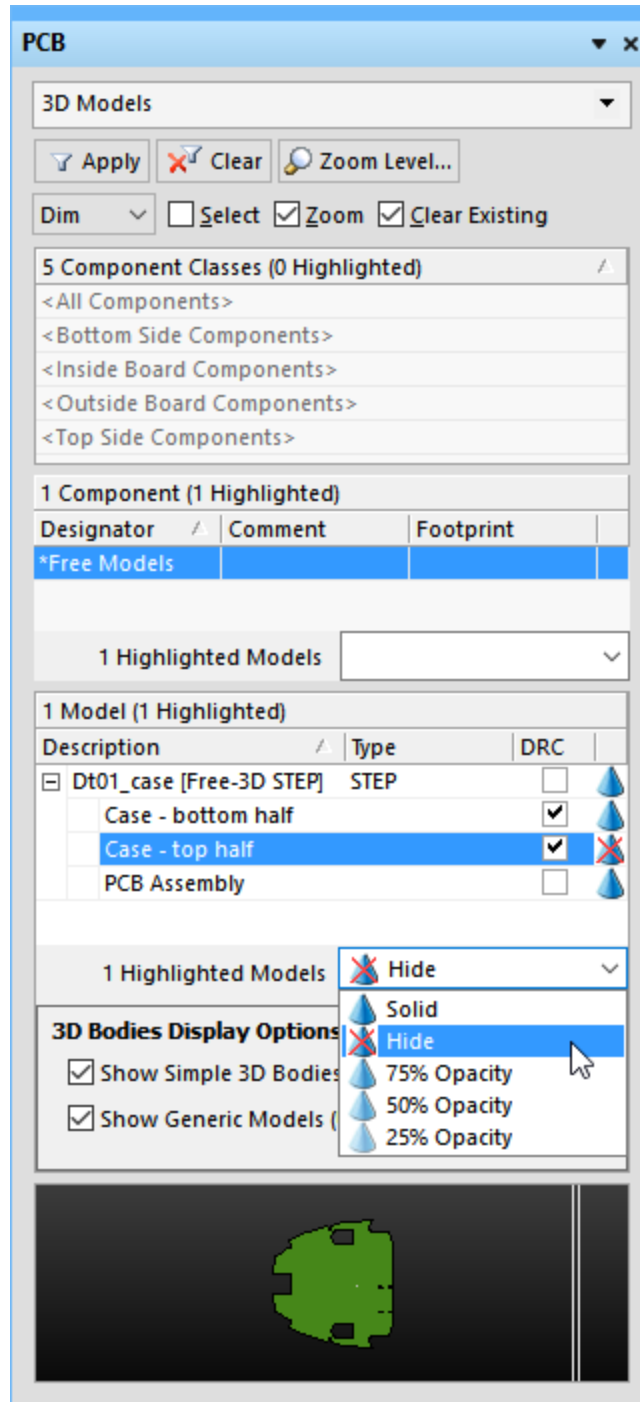 PCB
3D Models
Apply Clear Zoom Level...
Dim Select Zoom Clear Existing
5 Component Classes (0 Highlighted)
<All Components>
<Bottom Side Components>
<Inside Board Components>
<Outside Board Components>
<Top Side Components>
1 Component (1 Highlighted)
Designator Comment Footprint
*Free Models
1 Highlighted Models
1 Model (1 Highlighted)
Description Type DRC
Dt01_case [Free-3D STEP] STEP
Case - bottom half
Case - top half
PCB Assembly
1 Highlighted Models Hide
Solid
3D Bodies Display Options
Hide
Show Simple 3D Bodies
75% Opacity
50% Opacity
Show Generic Models (
25% Opacity